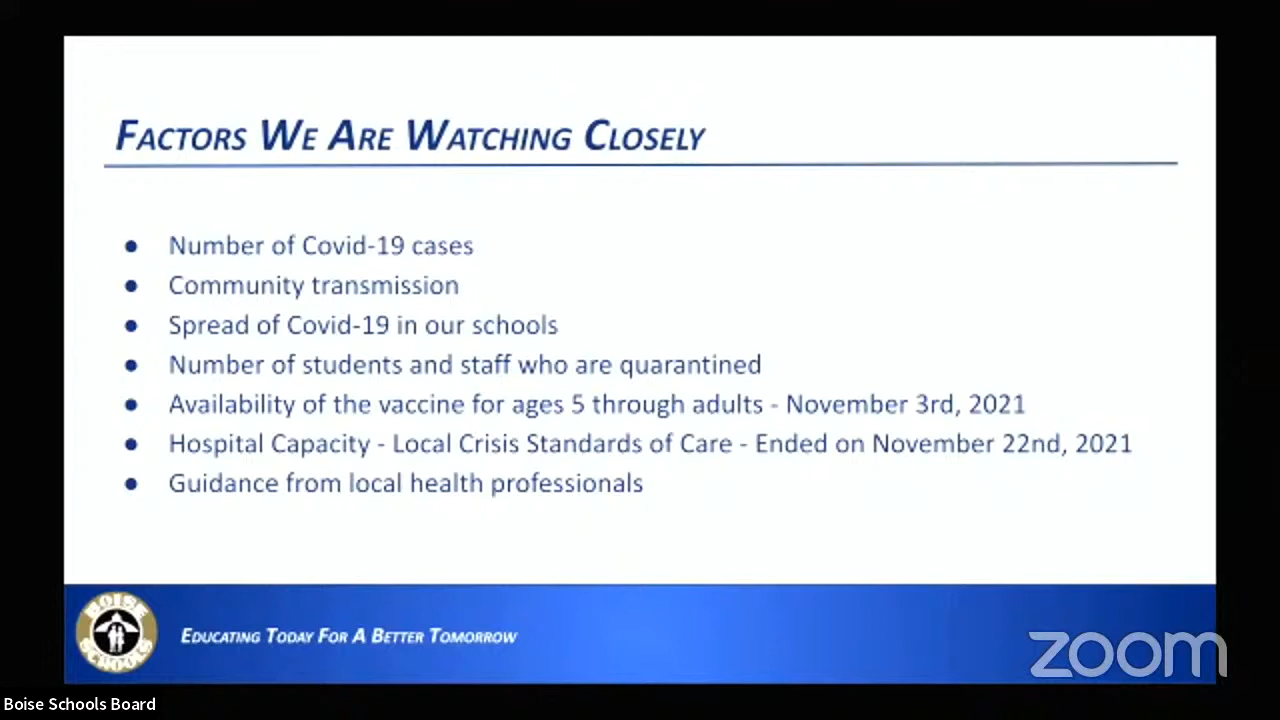 Factors We Are Watching Closely
● Number of Covid-19 cases
● Community transmission
● Spread of Covid-19 in our schools
● Number of students and staff who are quarantined
● Availability of the vaccine for ages 5 through adults - November 3rd, 2021
● Hospital Capacity - Local Crisis Standards of Care - Ended on November 22nd, 2021
● Guidance from local health professionals
BOISE
SCHOOLS
Educating Today For A Better Tomorrow
zoom
Boise Schools Board